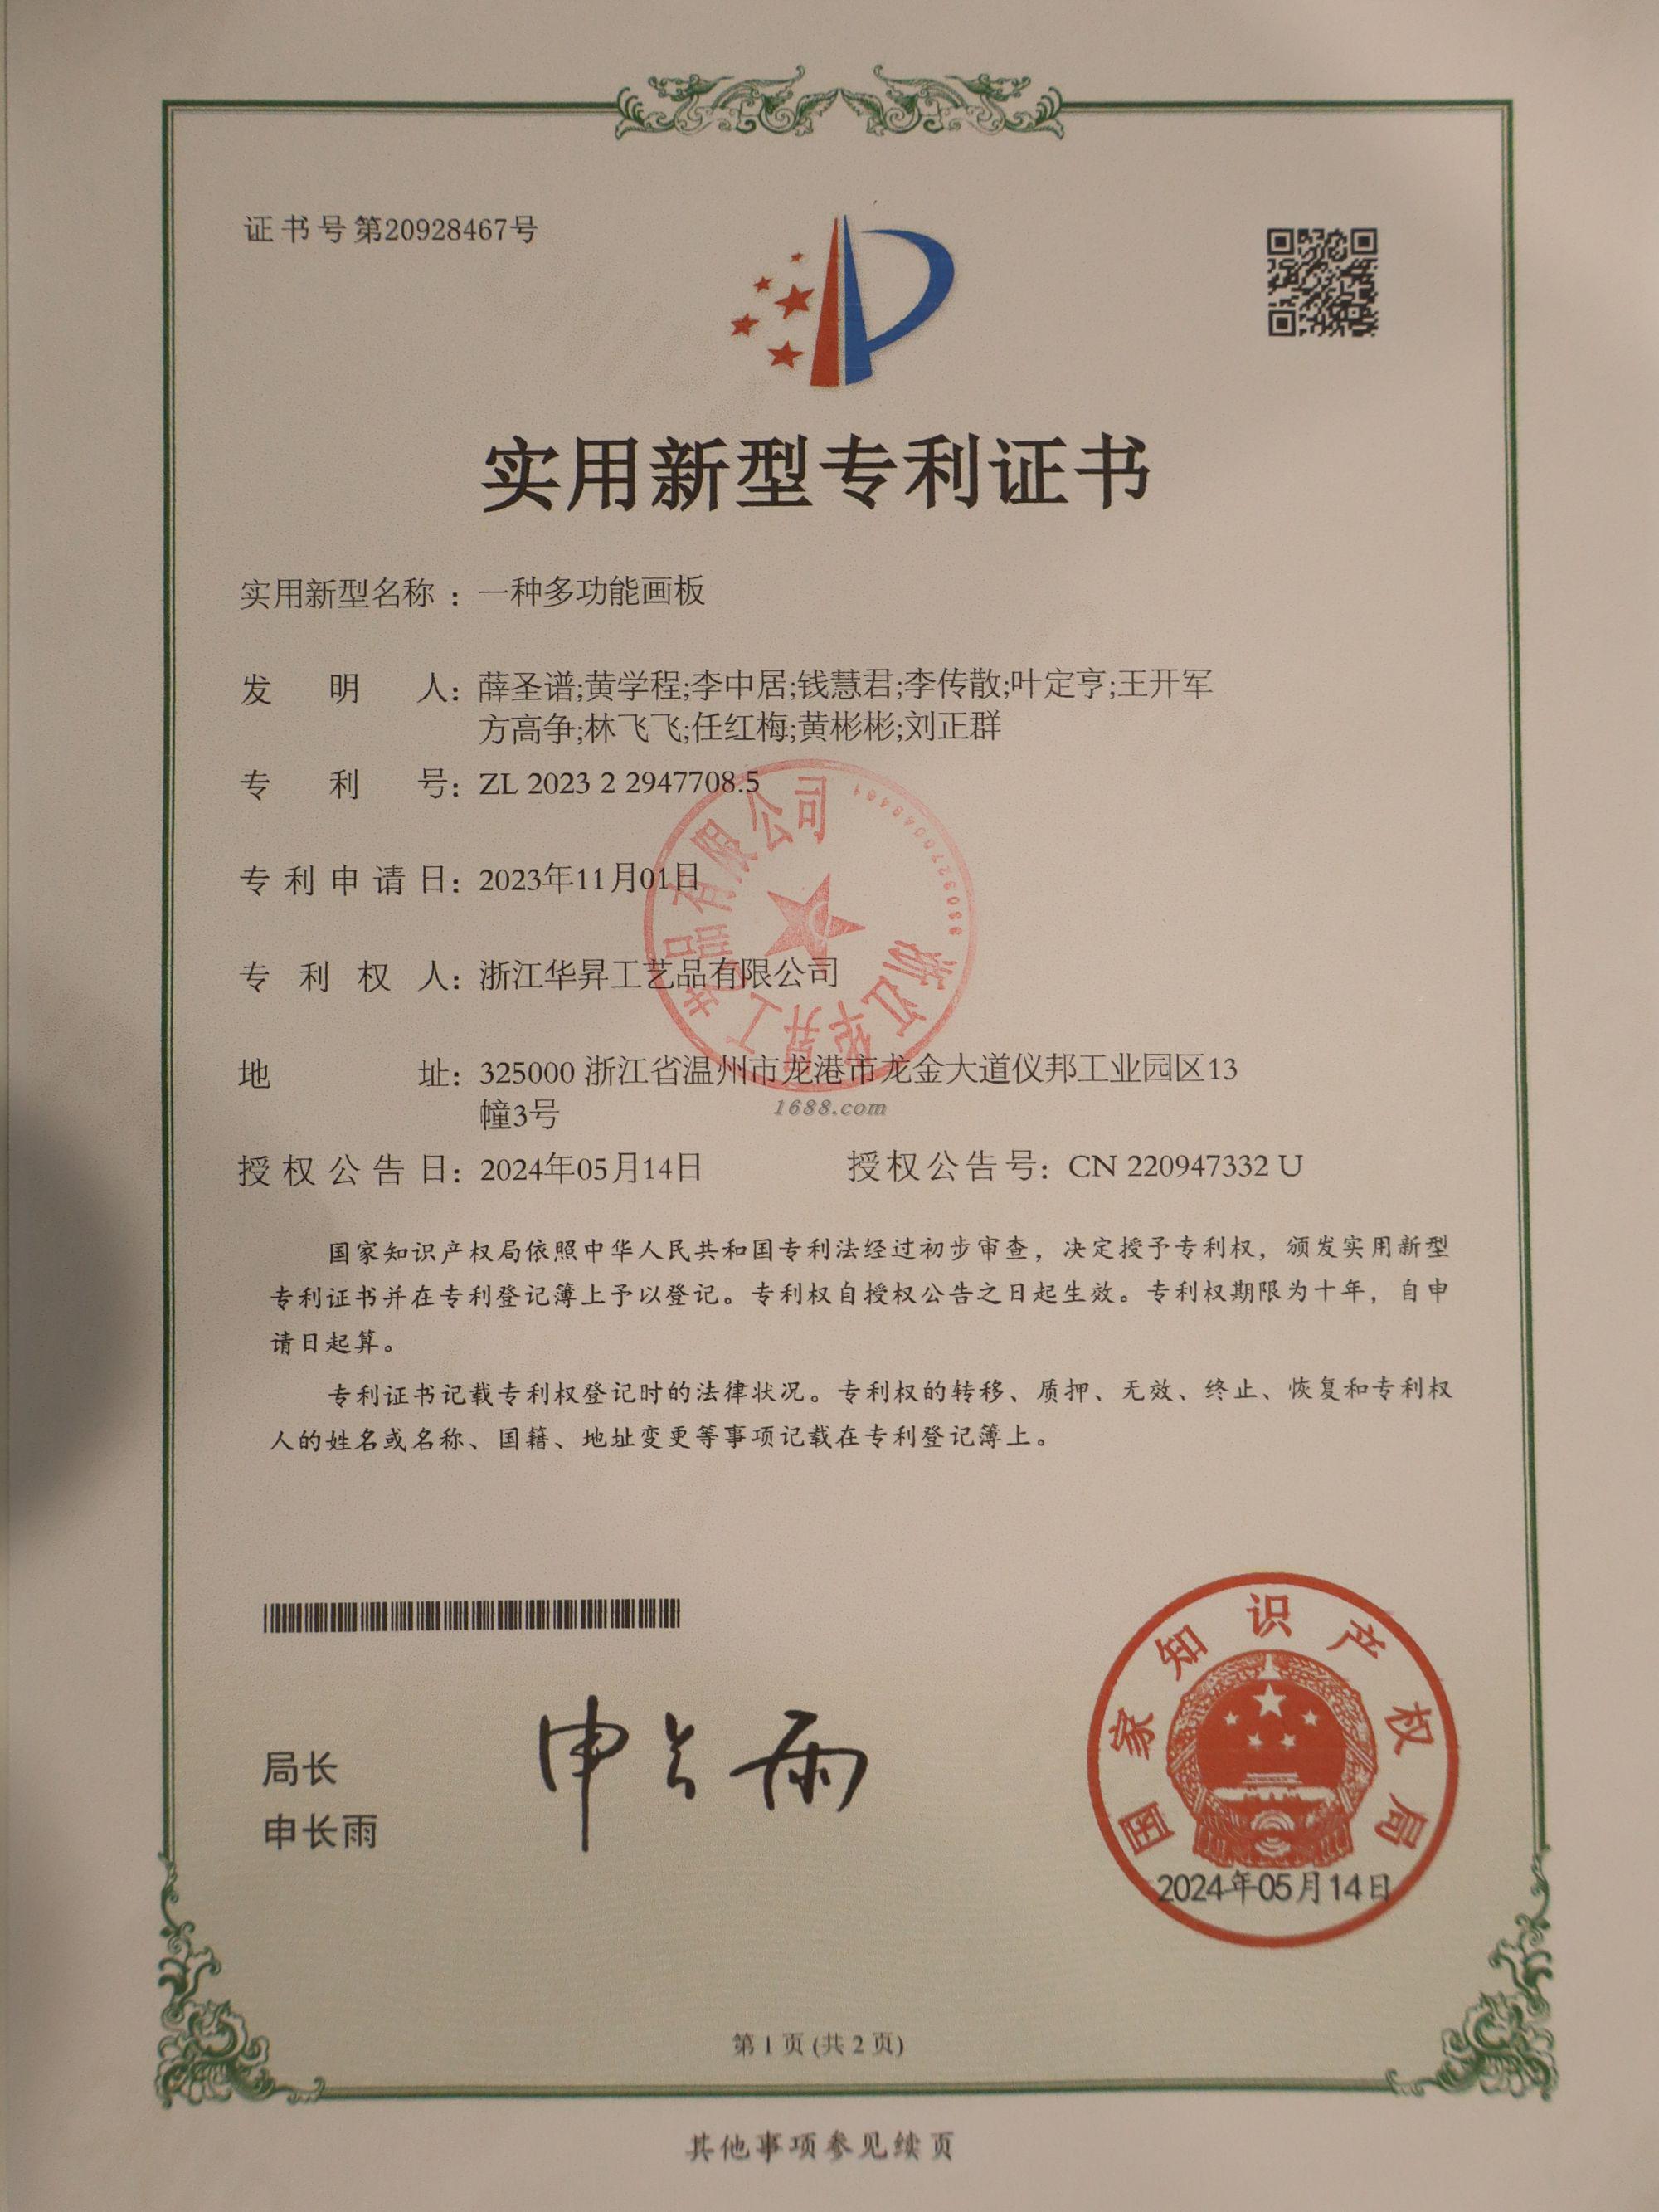 证书号第20928467号
实用新型专利证书
实用新型名称：一种多功能画板
发明人：薛圣谱;黄学程;李中居;钱慧君;李传散;叶定亨;王开军
方高争;林飞飞;任红梅;黄彬彬;刘正群
专利号：ZL 2023 2 2947708.5
专利申请日：2023年11月01日
专利权人：浙江华昇工艺品有限公司
浙江华昇工艺品有限公司
地址：325000 浙江省温州市龙港市龙金大道仪邦工业园区13
幢3号
1688.com
授权公告日：2024年05月14日 授权公告号：CN 220947332 U
国家知识产权局依照中华人民共和国专利法经过初步审查，决定授予专利权，颁发实用新型
专利证书并在专利登记簿上予以登记。专利权自授权公告之日起生效。专利权期限为十年，自申
请日起算。
专利证书记载专利权登记时的法律状况。专利权的转移、质押、无效、终止、恢复和专利权
人的姓名或名称、国籍、地址变更等事项记载在专利登记簿上。
局长
申长雨
申长雨
国家知识产权局
2024年05月14日
第1页(共2页)
其他事项参见续页